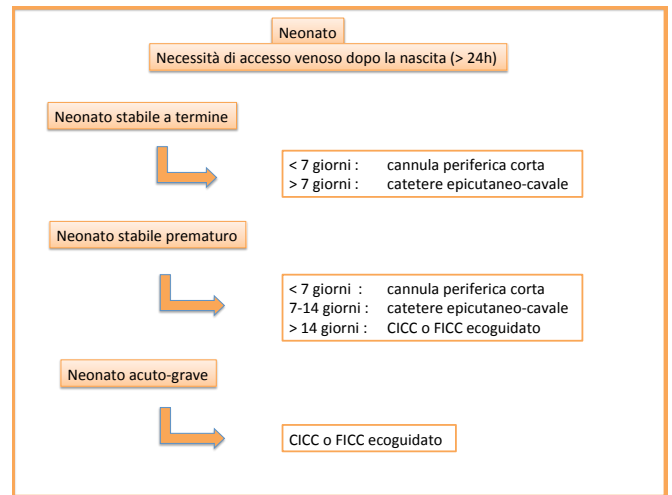 Neonato
Necessità di accesso venoso dopo la nascita (> 24h)
Neonato stabile a termine
< 7 giorni : cannula periferica corta
> 7 giorni : catetere epicutaneo-cavale
Neonato stabile prematuro
< 7 giorni : cannula periferica corta
7-14 giorni : catetere epicutaneo-cavale
> 14 giorni : CICC o FICC ecoguidato
Neonato acuto-grave
CICC o FICC ecoguidato